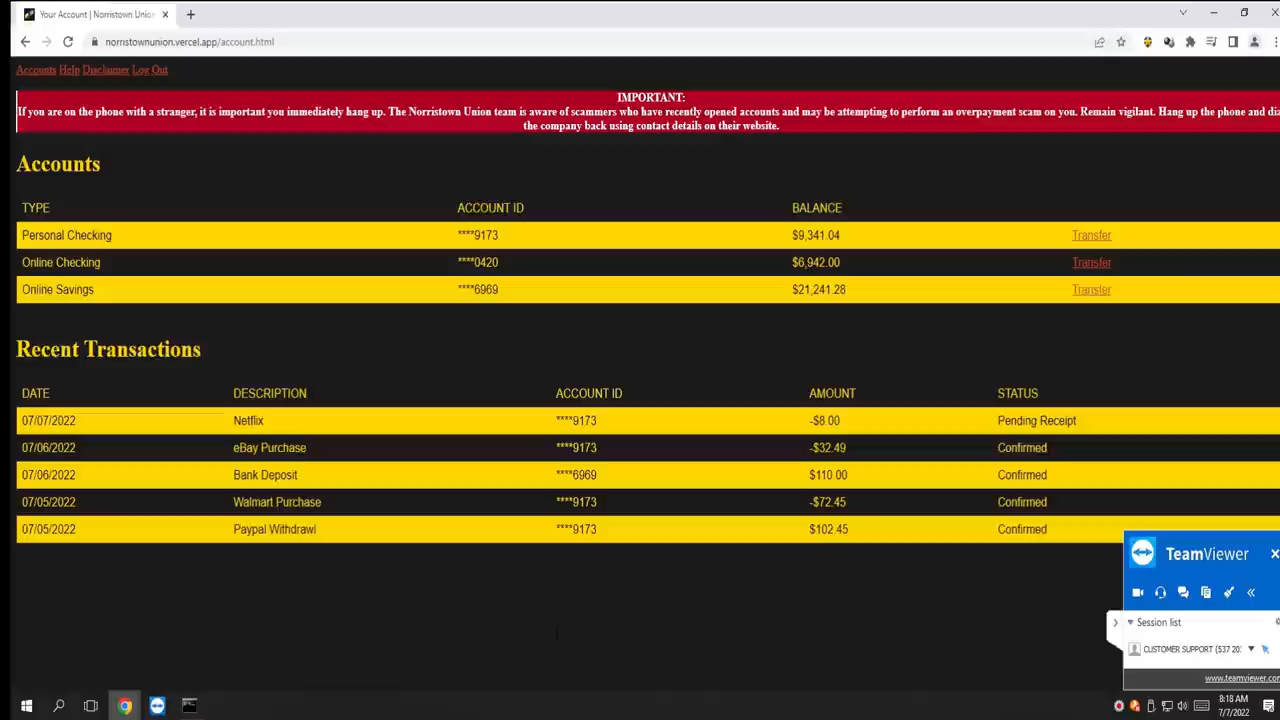 Your Account | Norristown Union
norristownunion.vercel.app/account.html
Accounts Help Disclaimer Log Out
IMPORTANT:
If you are on the phone with a stranger, it is important you immediately hang up. The Norristown Union team is aware of scammers who have recently opened accounts and may be attempting to perform an overpayment scam on you. Remain vigilant. Hang up the phone and dia
the company back using contact details on their website.
Accounts
TYPE ACCOUNT ID BALANCE
Personal Checking ****9173 $9,341.04 Transfer
Online Checking ****0420 $6,942.00 Transfer
Online Savings ****6969 $21,241.28 Transfer
Recent Transactions
DATE DESCRIPTION ACCOUNT ID AMOUNT STATUS
07/07/2022 Netflix ****9173 -$8.00 Pending Receipt
07/06/2022 eBay Purchase ****9173 -$32.49 Confirmed
07/06/2022 Bank Deposit ****6969 $110.00 Confirmed
07/05/2022 Walmart Purchase ****9173 -$72.45 Confirmed
07/05/2022 Paypal Withdrawl ****9173 $102.45 Confirmed
TeamViewer
Session list
CUSTOMER SUPPORT (537 20
www.teamviewer.com
8:18 AM
7/7/2022